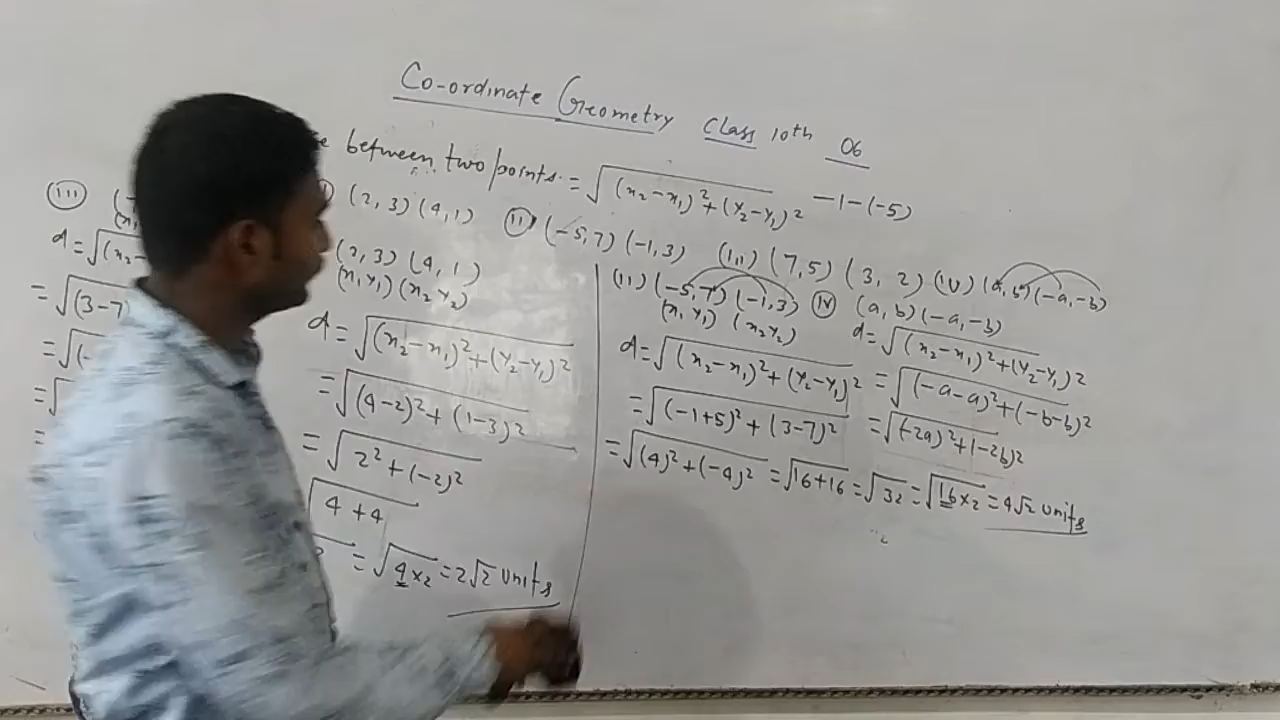 Co-ordinate Geometry Class 10th 06
between two points. = √(x₂-x₁)²+(y₂-y₁)² -1-(-5)
(2,3) (4,1) (ii) (-5,7) (-1,3) (iii) (7,5) (3,2) (iv) (a,b) (-a,-b)
(iii)
d = √(x₂-
= √(3-7)
= √(-
= √
=
(2,3) (4,1)
(x₁ y₁) (x₂ y₂)
d = √(x₂-x₁)²+(y₂-y₁)²
= √(4-2)²+(1-3)²
= √2²+(-2)²
√4+4
= √4x2 = 2√2 units
(ii) (-5,7) (-1,3)
(x₁ y₁) (x₂ y₂)
d = √(x₂-x₁)²+(y₂-y₁)²
= √(-1+5)²+(3-7)²
= √(4)²+(-4)² = √16+16 = √32 = √16x2 = 4√2 units
(iv) (a,b) (-a,-b)
d = √(x₂-x₁)²+(y₂-y₁)²
= √(-a-a)²+(-b-b)²
= √(-2a)²+(-2b)²